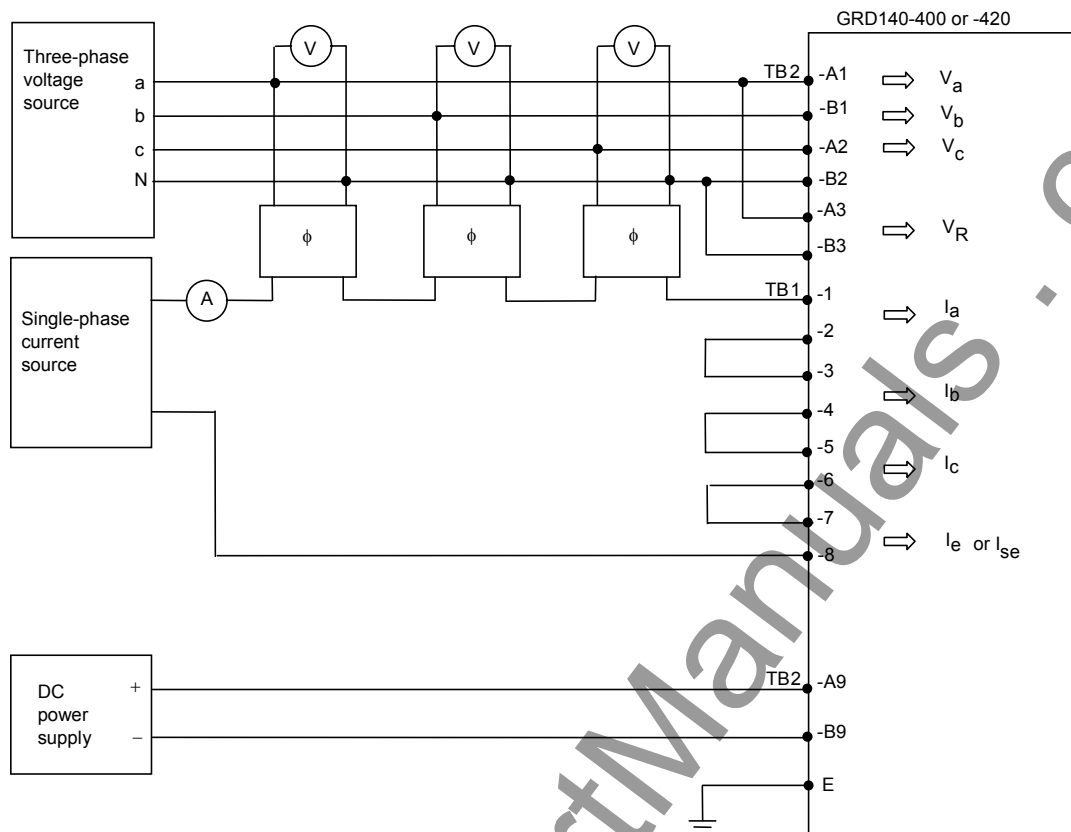 GRD140-400 or -420
Three-phase
voltage
source
a
b
c
N
V
V
V
TB2
-A1
-B1
-A2
-B2
-A3
-B3
Va
Vb
Vc
VR
ϕ
ϕ
ϕ
Single-phase
current
source
A
TB1
-1
-2
-3
-4
-5
-6
-7
-8
Ia
Ib
Ic
Ie or Ise
DC
power
supply
+
−
TB2
-A9
-B9
E
rtManuals . c